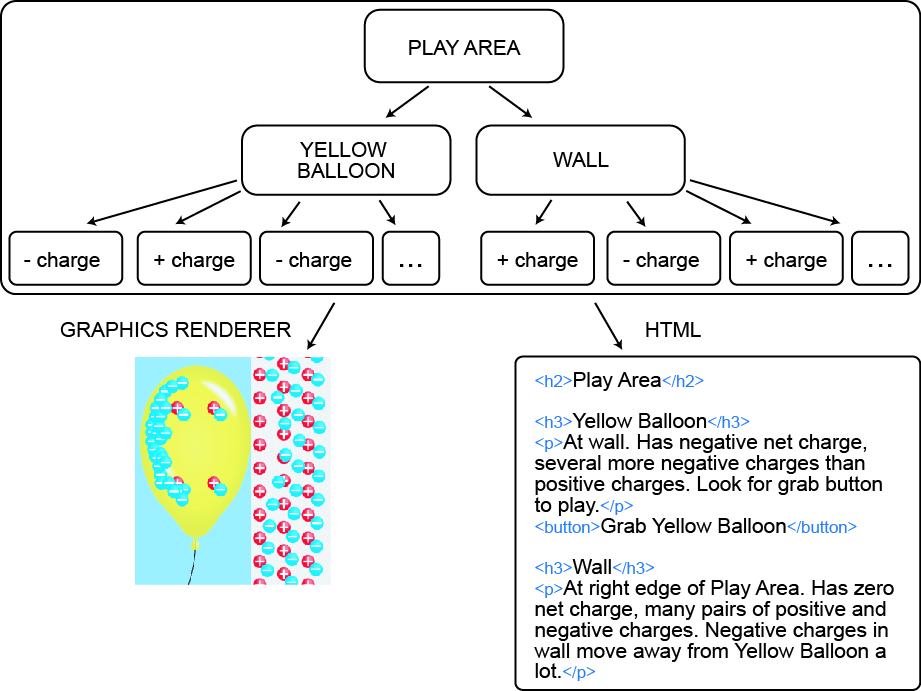 PLAY AREA
YELLOW
BALLOON
WALL
- charge
+ charge
- charge
...
+ charge
- charge
+ charge
...
GRAPHICS RENDERER
HTML
<h2>Play Area</h2>
<h3>Yellow Balloon</h3>
<p>At wall. Has negative net charge,
several more negative charges than
positive charges. Look for grab button
to play.</p>
<button>Grab Yellow Balloon</button>
<h3>Wall</h3>
<p>At right edge of Play Area. Has zero
net charge, many pairs of positive and
negative charges. Negative charges in
wall move away from Yellow Balloon a
lot.</p>